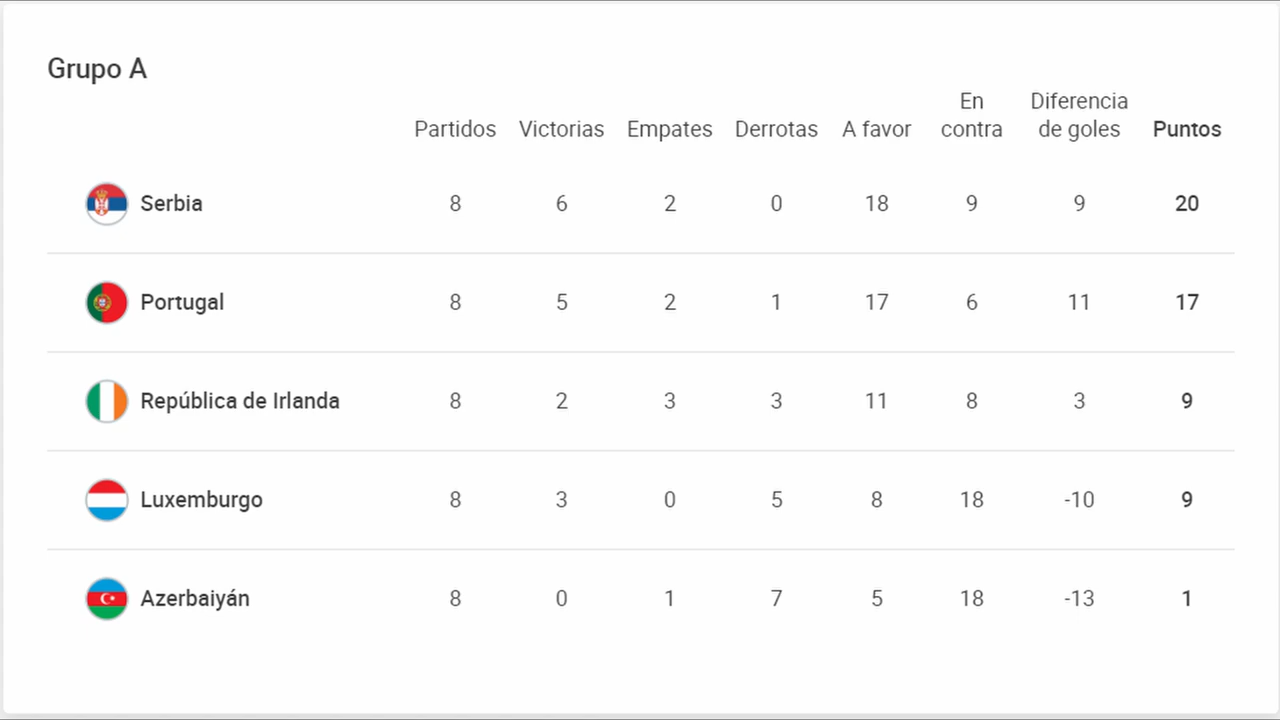 Grupo A
Partidos Victorias Empates Derrotas A favor En contra Diferencia de goles Puntos
Serbia 8 6 2 0 18 9 9 20
Portugal 8 5 2 1 17 6 11 17
República de Irlanda 8 2 3 3 11 8 3 9
Luxemburgo 8 3 0 5 8 18 -10 9
Azerbaiyán 8 0 1 7 5 18 -13 1